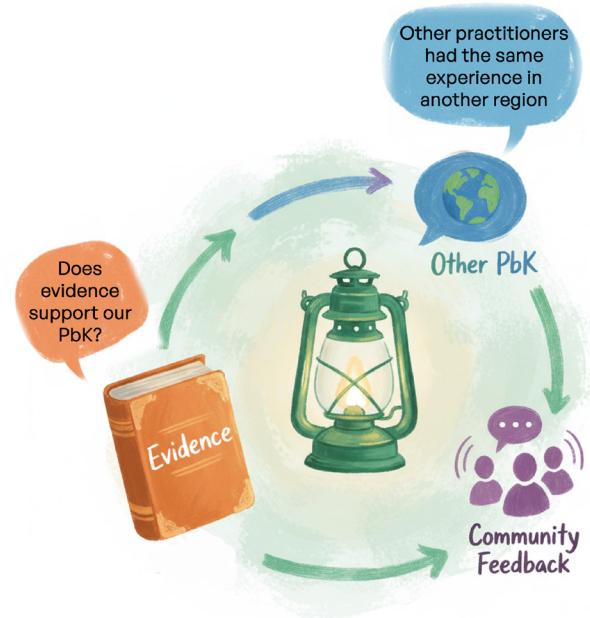 Other practitioners
had the same
experience in
another region
Other PbK
Does
evidence
support our
PbK?
Evidence
Community
Feedback